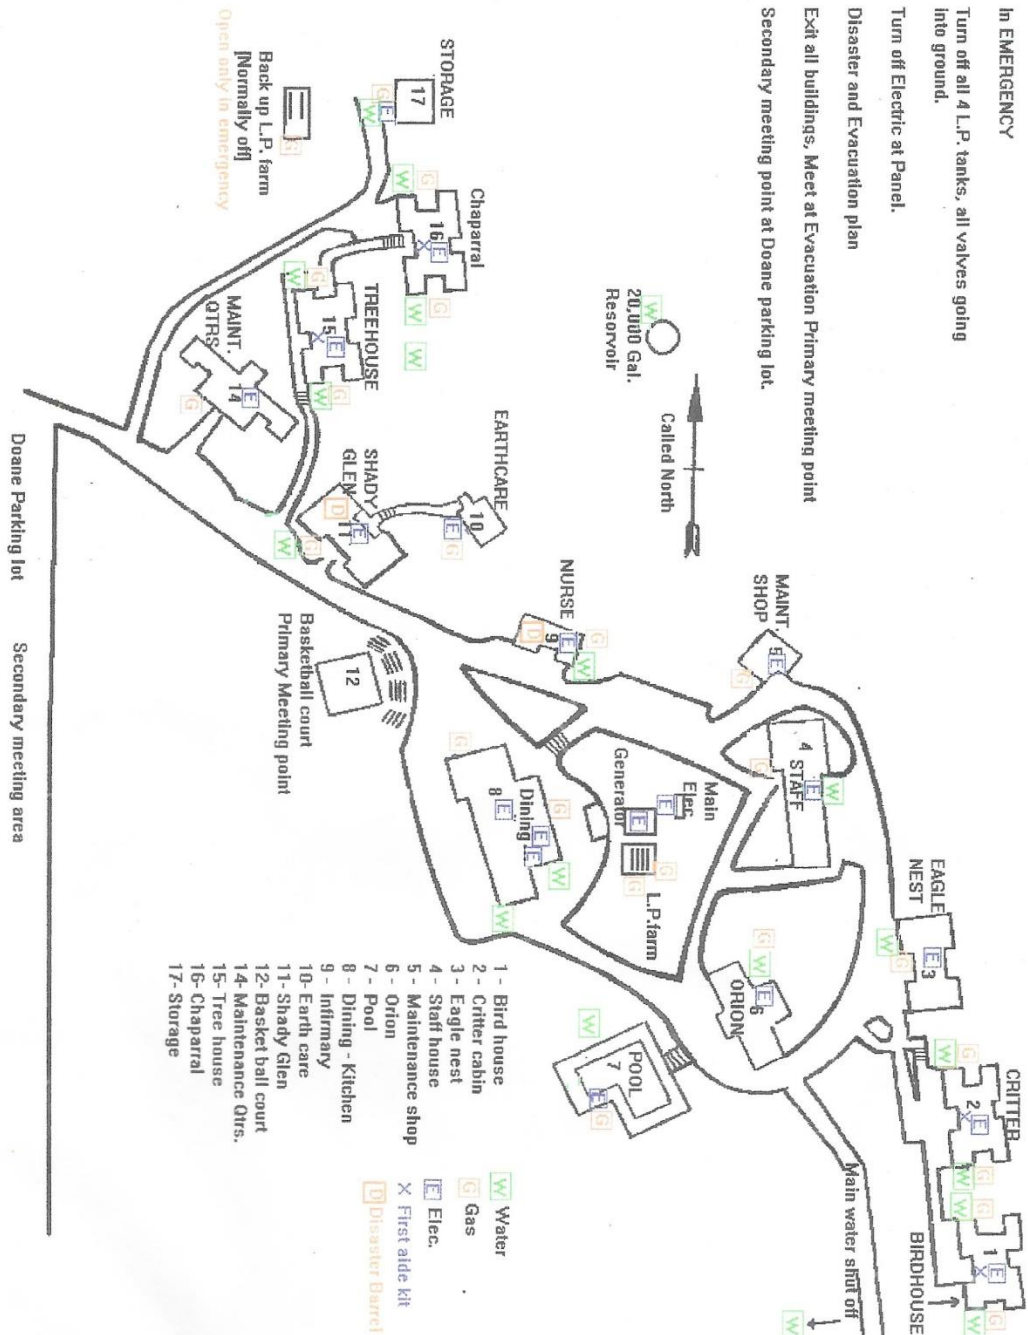 In EMERGENCY
Turn off all 4 L.P. tanks, all valves going
into ground.
Turn off Electric at Panel.
Disaster and Evacuation plan
Exit all buildings, Meet at Evacuation Primary meeting point
Secondary meeting point at Doane parking lot.
STORAGE
17
G
E
W
Back up L.P. farm
[Normally off]
Open only in emergency
G
Chaparral
16
W
G
X
E
G
W
W
TREEHOUSE
15
W
G
X
E
G
W
MAINT.
QTRS.
14
E
G
W
20,000 Gal.
Resorvoir
Called North
EARTHCARE
10
E
G
SHADY
GLEN
11
D
E
G
W
NURSE
9
D
E
G
W
MAINT.
SHOP
5
E
G
4
STAFF
G
E
W
Main
Elec
E
Generator
E
L.P.farm
G
G
Basketball court
Primary Meeting point
12
Dining
8
G
E
G
E
E
W
W
EAGLE
NEST
3
E
W
G
ORION
6
G
W
E
POOL
7
W
E
G
CRITTER
2
W
G
X
E
W
G
W
G
BIRDHOUSE
1
X
E
W
G
Main water shut off
W
1 - Bird house
2 - Critter cabin
3 - Eagle nest
4 - Staff house
5 - Maintenance shop
6 - Orion
7 - Pool
8 - Dining - Kitchen
9 - Infirmary
10- Earth care
11- Shady Glen
12- Basket ball court
14- Maintenance Qtrs.
15- Tree house
16- Chaparral
17- Storage
W Water
G Gas
E Elec.
X First aide kit
D Disaster Barrel
Doane Parking lot Secondary meeting area